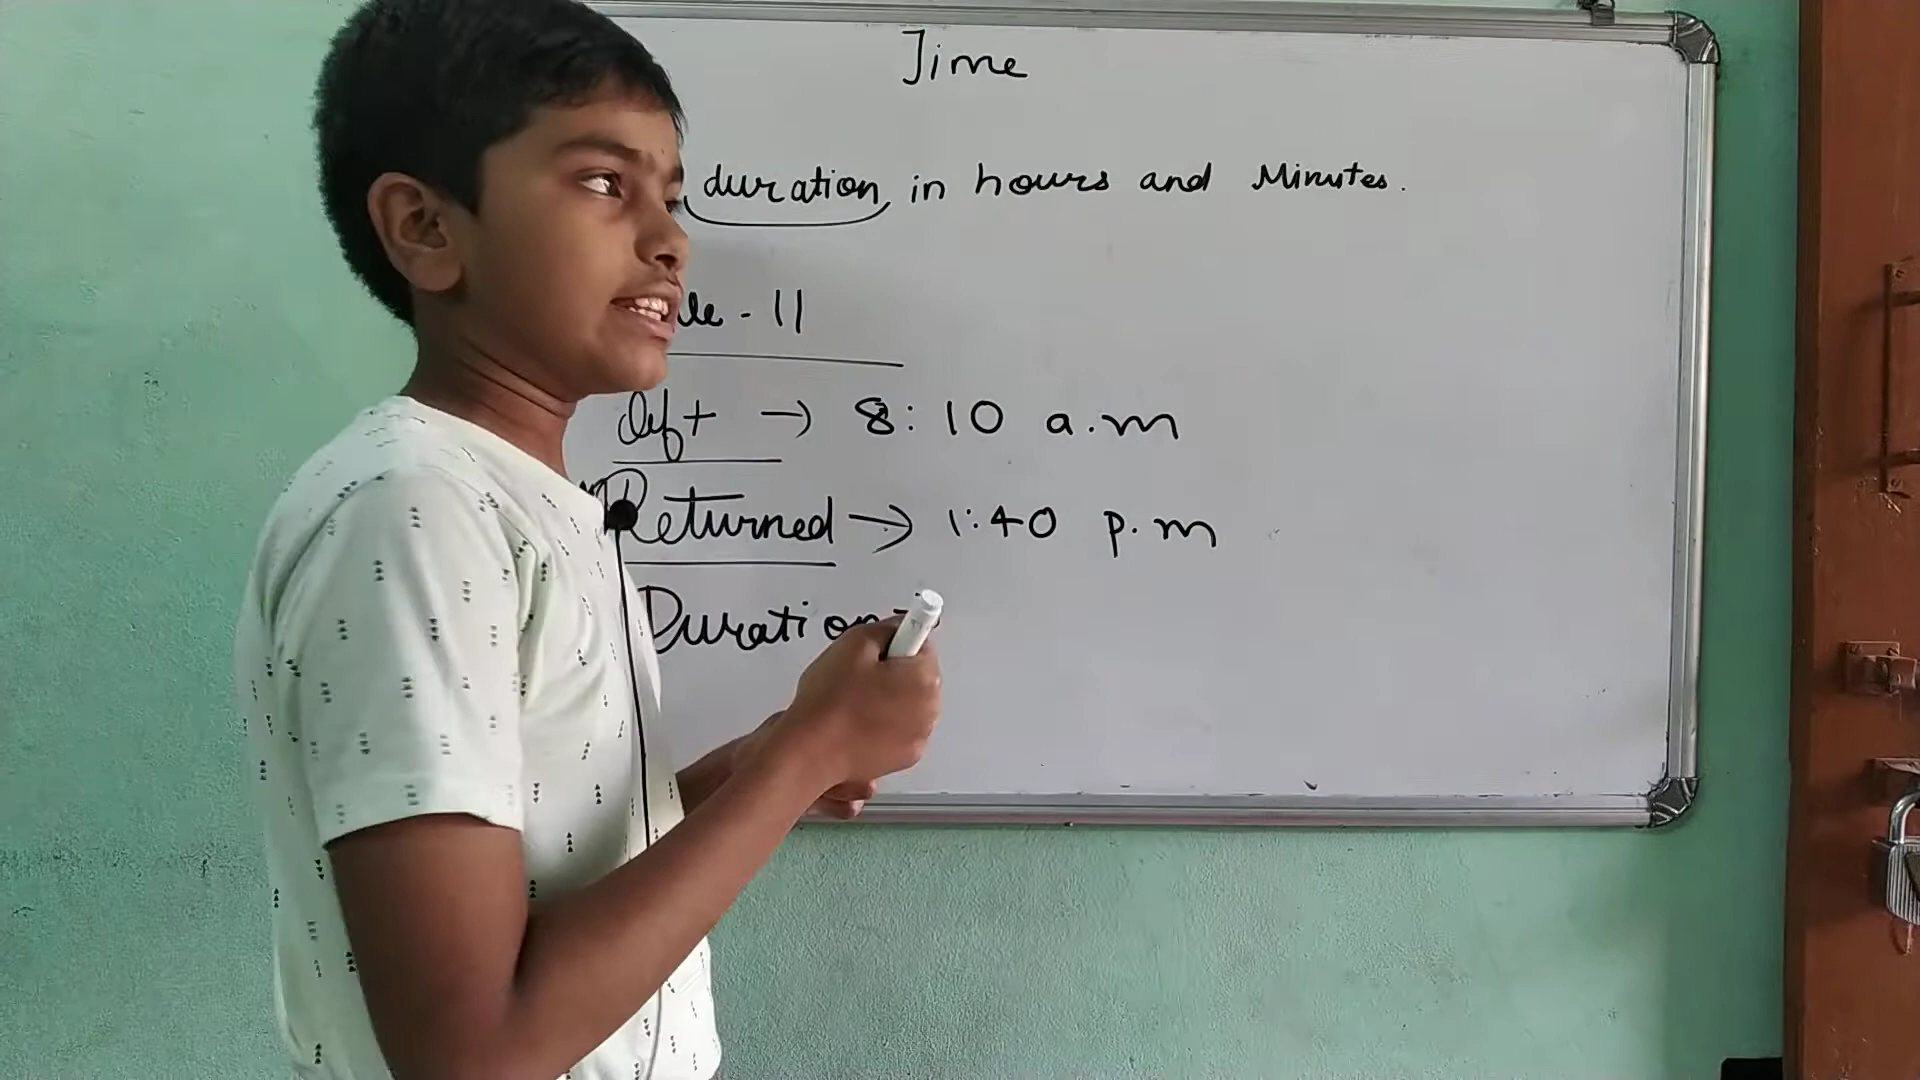 Time
duration in hours and Minutes.
le - 11
Left → 8:10 a.m
Returned → 1:40 p.m
Duration